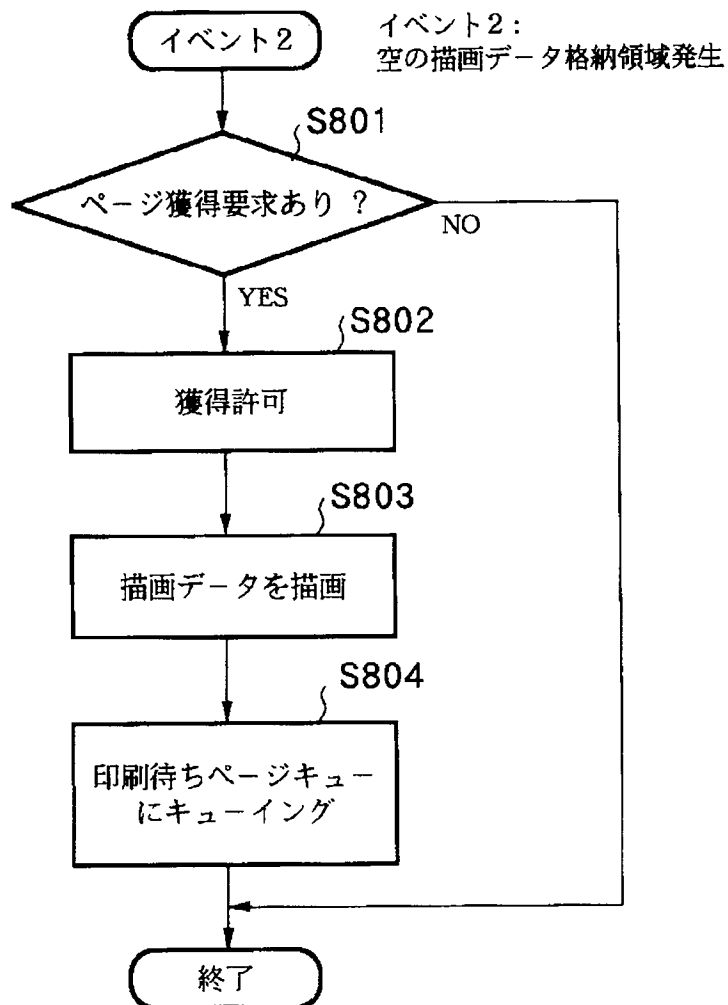 イベント2
イベント2:
空の描画データ格納領域発生
S801
ページ獲得要求あり ?
NO
YES
S802
獲得許可
S803
描画データを描画
S804
印刷待ちページキュー
にキューイング
終了